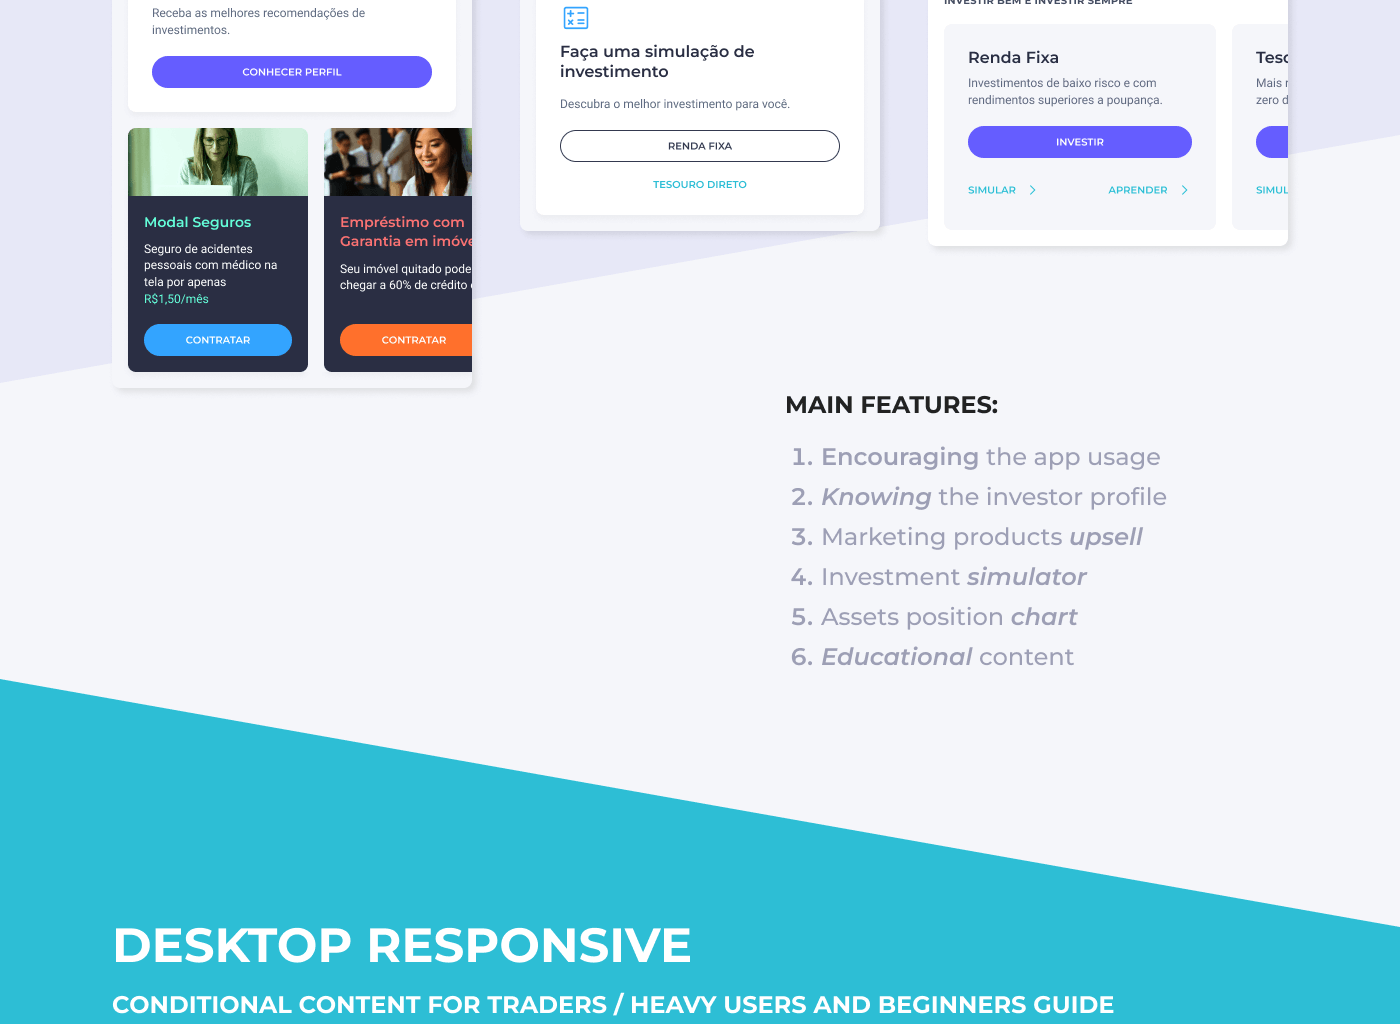 Receba as melhores recomendações de
investimentos.
CONHECER PERFIL
Modal Seguros
Seguro de acidentes
pessoais com médico na
tela por apenas
R$1,50/mês
CONTRATAR
Empréstimo com
Garantia em imóve
Seu imóvel quitado pode
chegar a 60% de crédito
CONTRATAR
Faça uma simulação de
investimento
Descubra o melhor investimento para você.
RENDA FIXA
TESOURO DIRETO
INVESTIR BEM É INVESTIR SEMPRE
Renda Fixa
Investimentos de baixo risco e com
rendimentos superiores a poupança.
INVESTIR
SIMULAR
APRENDER
Mais
zero
SIMUL
MAIN FEATURES:
1. Encouraging the app usage
2. Knowing the investor profile
3. Marketing products upsell
4. Investment simulator
5. Assets position chart
6. Educational content
DESKTOP RESPONSIVE
CONDITIONAL CONTENT FOR TRADERS / HEAVY USERS AND BEGINNERS GUIDE